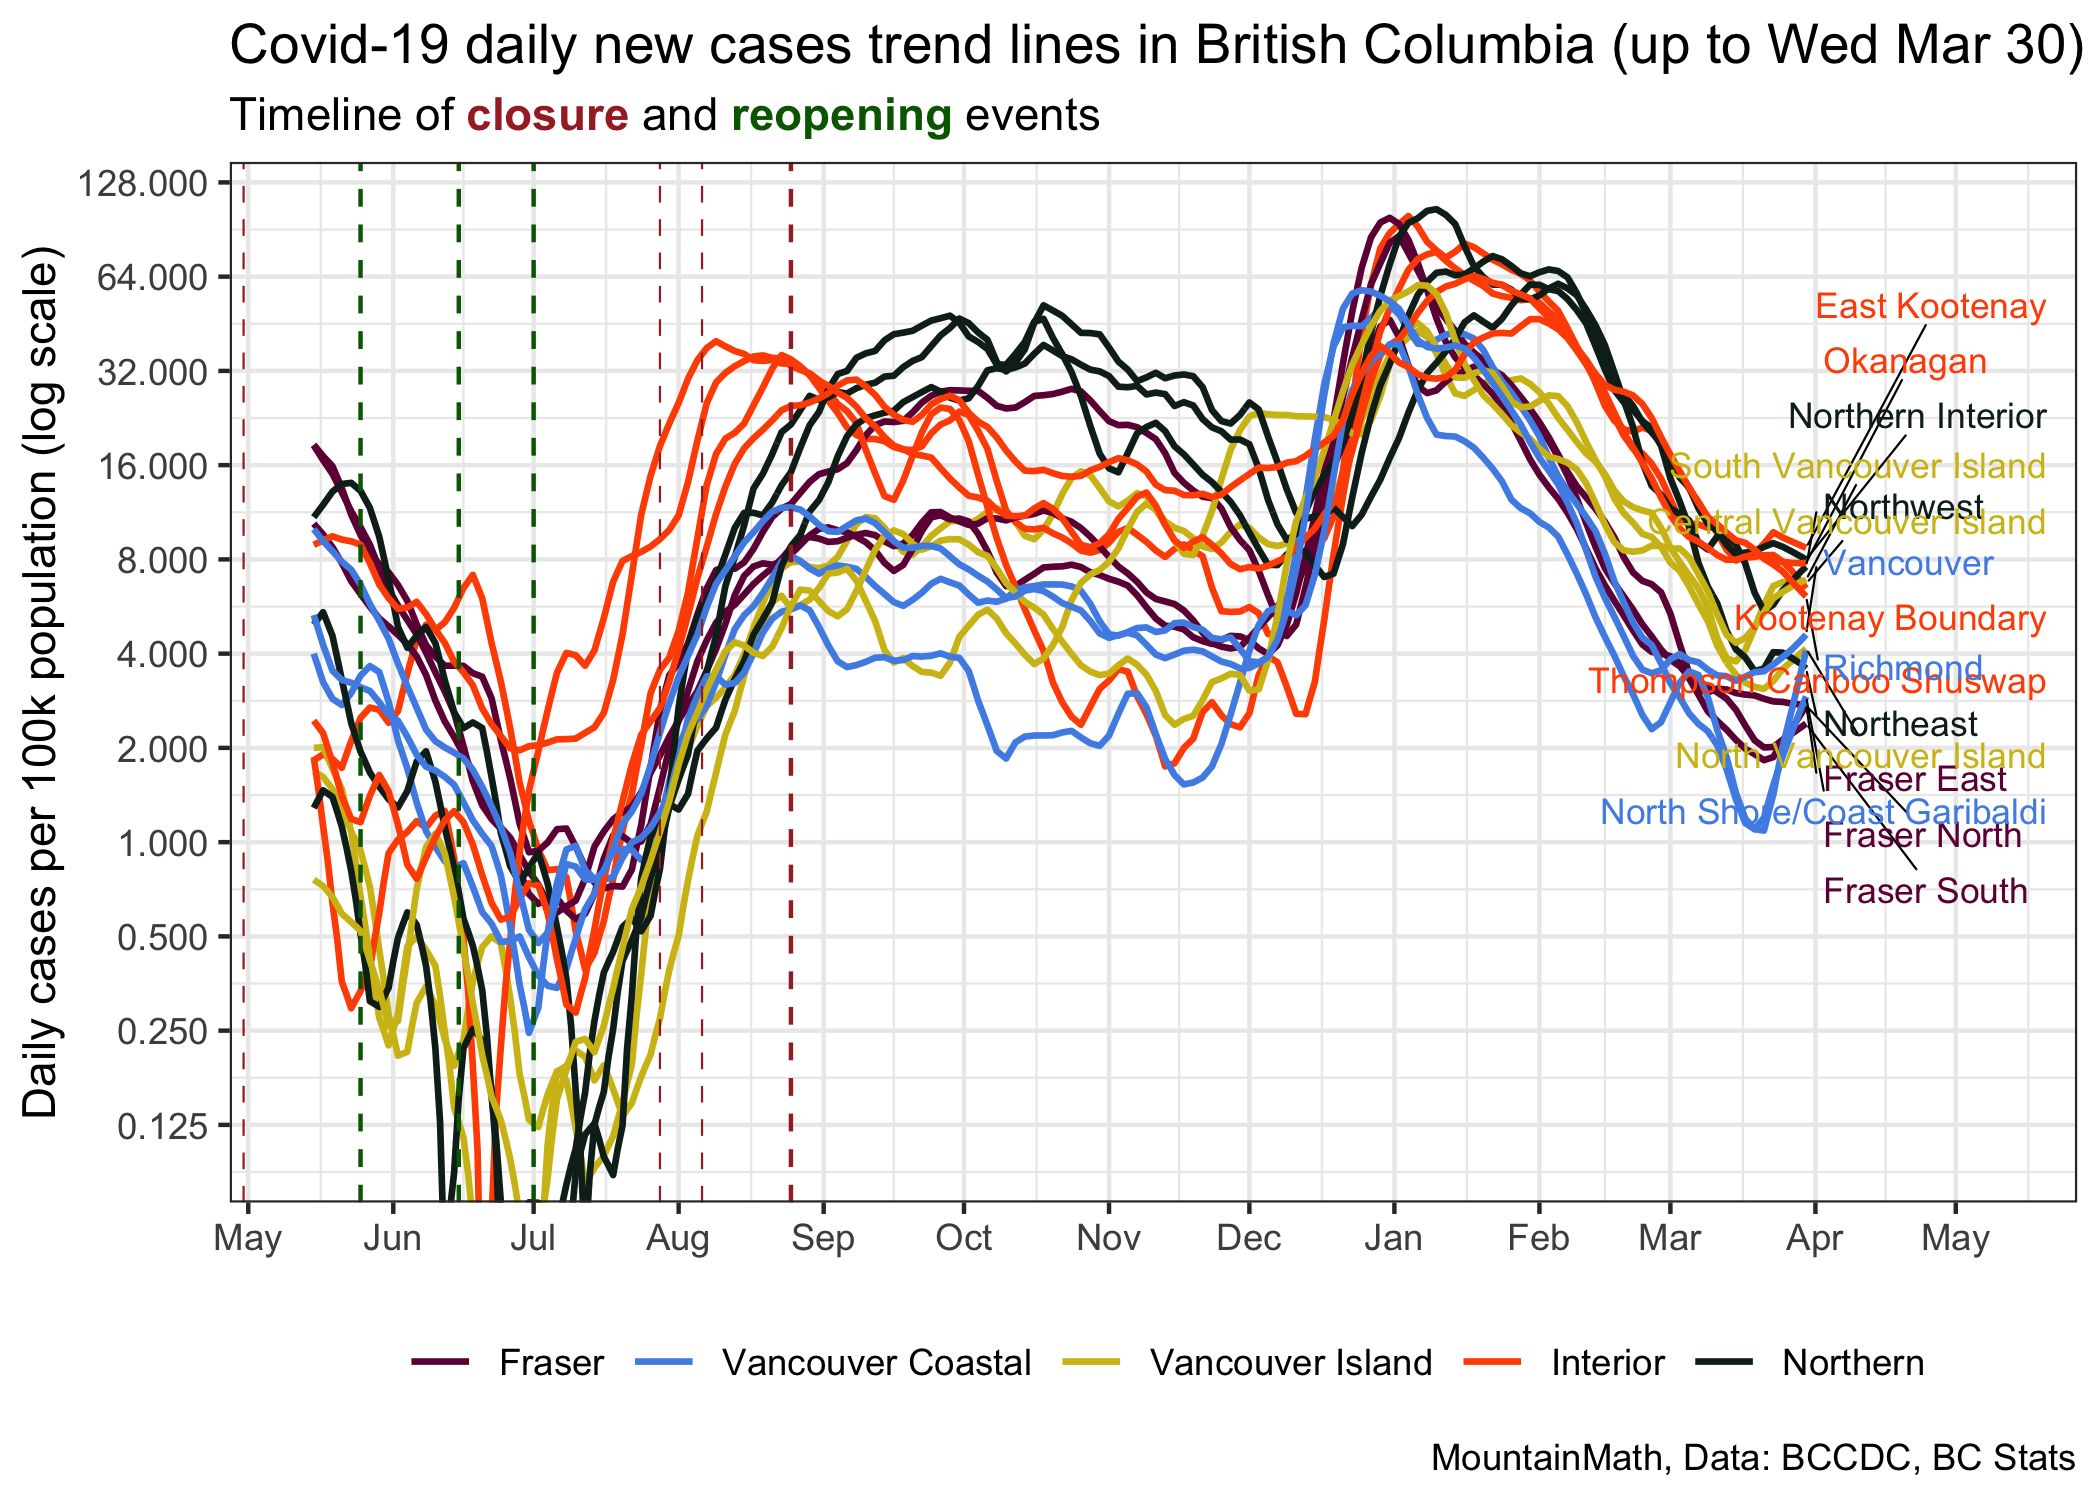 Covid-19 daily new cases trend lines in British Columbia (up to Wed Mar 30)
Timeline of closure and reopening events
Daily cases per 100k population (log scale)
128.000
64.000
32.000
16.000
8.000
4.000
2.000
1.000
0.500
0.250
0.125
East Kootenay
Okanagan
Northern Interior
South Vancouver Island
Northwest
Central Vancouver Island
Vancouver
Kootenay Boundary
Richmond
Thompson Cariboo Shuswap
Northeast
North Vancouver Island
Fraser East
North Shore/Coast Garibaldi
Fraser North
Fraser South
May Jun Jul Aug Sep Oct Nov Dec Jan Feb Mar Apr May
Fraser Vancouver Coastal Vancouver Island Interior Northern
MountainMath, Data: BCCDC, BC Stats